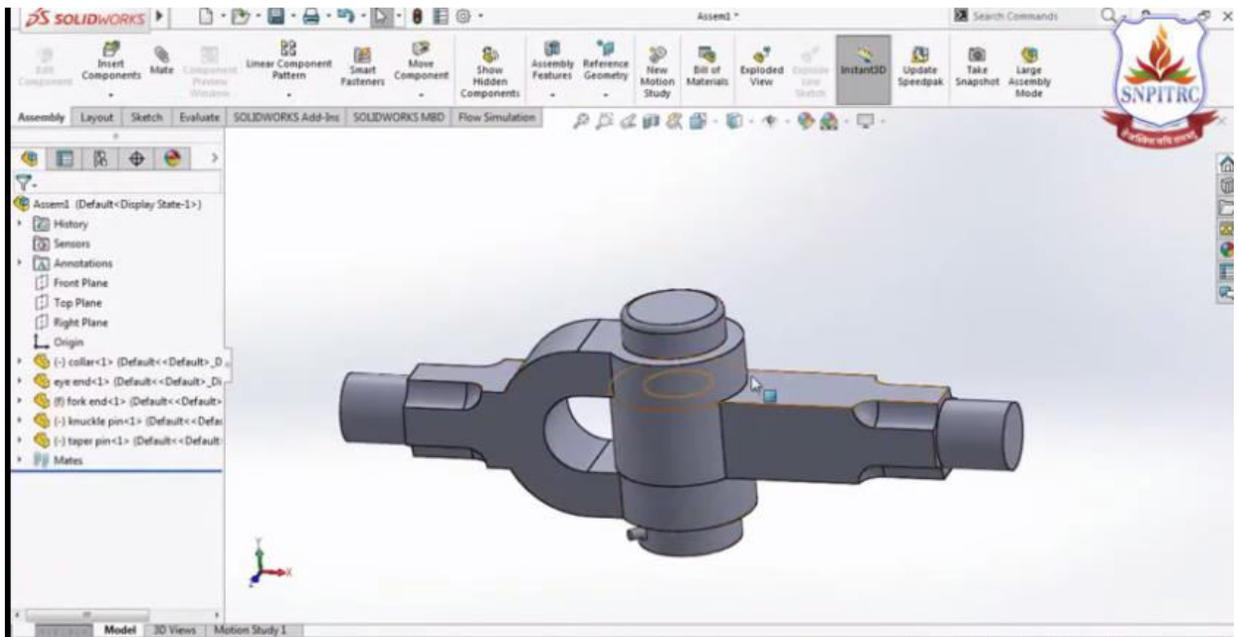 SOLIDWORKS
Assem1 *
Search Commands
Edit Component
Insert Components
Mate
Component Preview Window
Linear Component Pattern
Smart Fasteners
Move Component
Show Hidden Components
Assembly Features
Reference Geometry
New Motion Study
Bill of Materials
Exploded View
Explode Line Sketch
Instant3D
Update Speedpak
Take Snapshot
Large Assembly Mode
SNPITRC
Assembly Layout Sketch Evaluate SOLIDWORKS Add-Ins SOLIDWORKS MBD Flow Simulation
Assem1 (Default<Display State-1>)
History
Sensors
Annotations
Front Plane
Top Plane
Right Plane
Origin
(-) collar<1> (Default<<Default>_D
eye end<1> (Default<<Default>_Di
(f) fork end<1> (Default<<Default>
(-) knuckle pin<1> (Default<<Defau
(-) taper pin<1> (Default<<Default
Mates
Y
X
Model 3D Views Motion Study 1